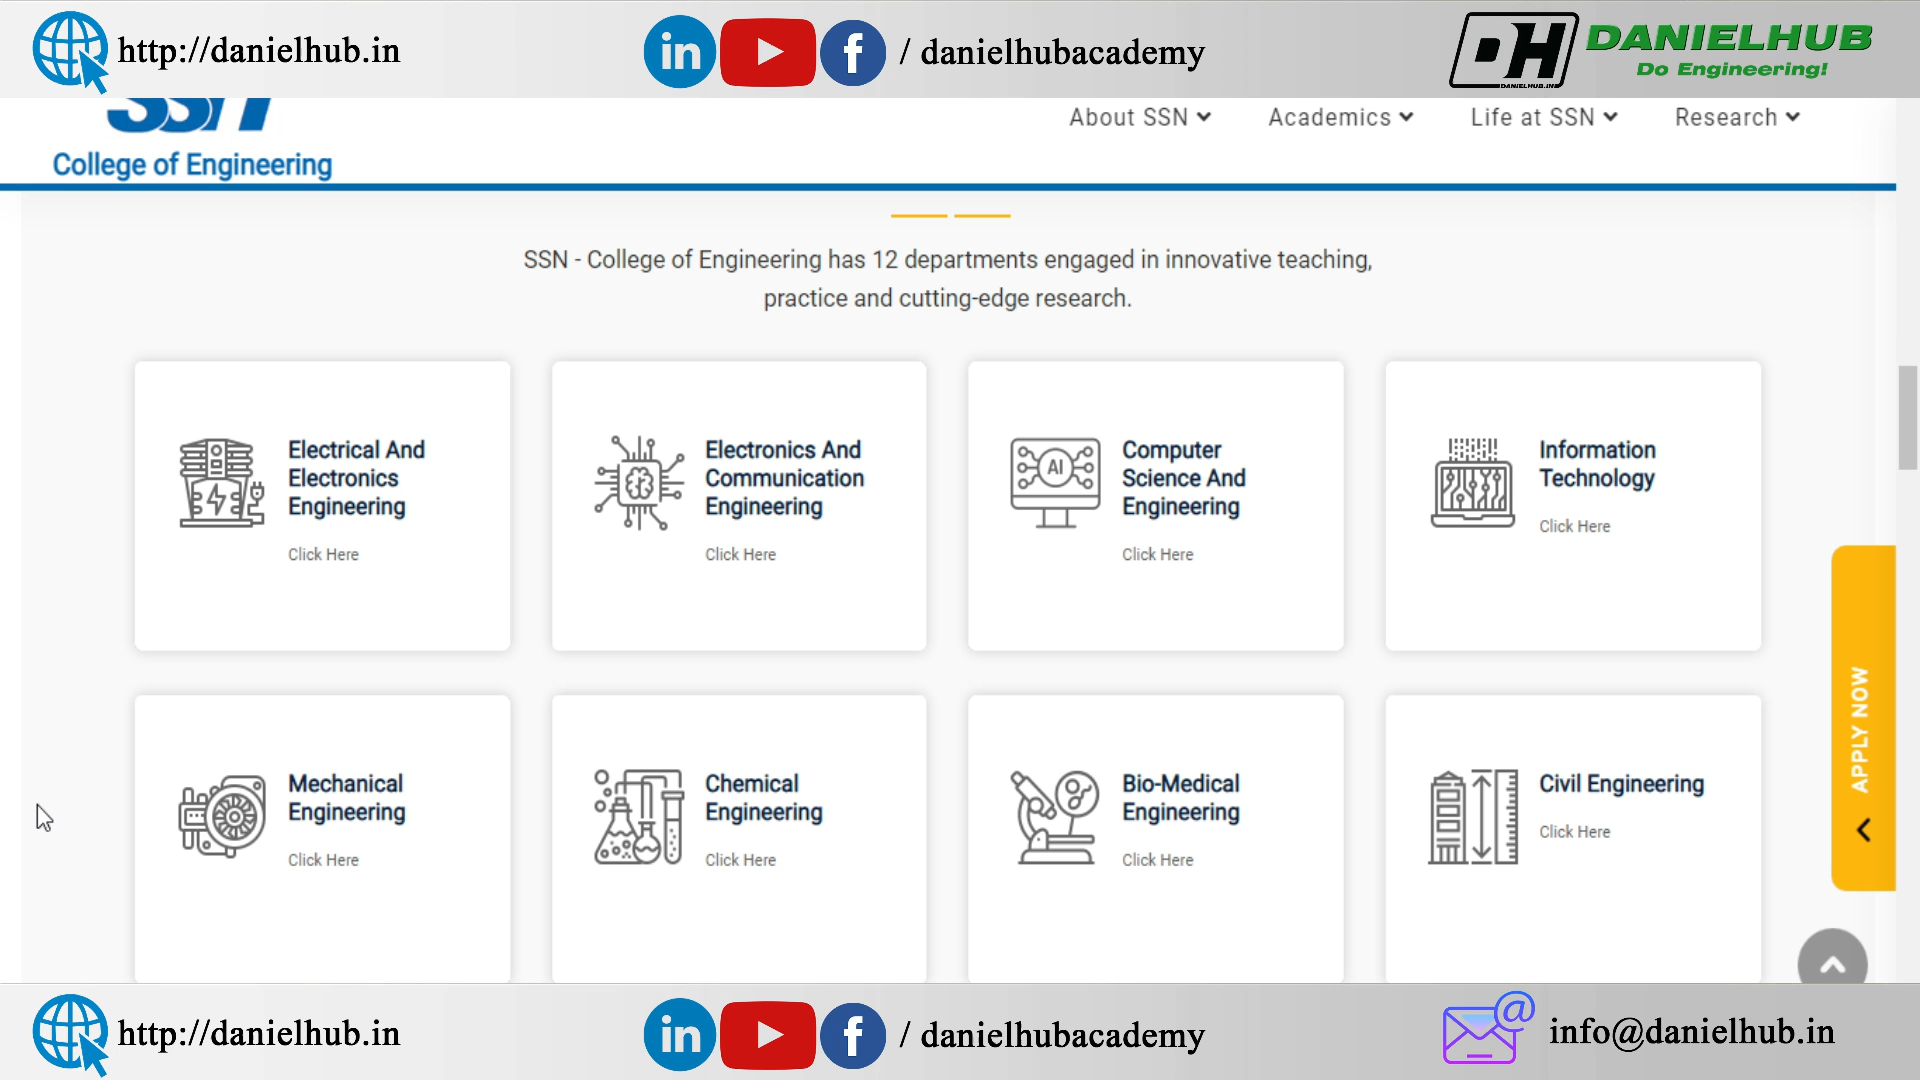 http://danielhub.in
in
f
/ danielhubacademy
DH
DANIELHUB.IN
DANIELHUB
Do Engineering!
ssn
College of Engineering
About SSN
Academics
Life at SSN
Research
SSN - College of Engineering has 12 departments engaged in innovative teaching,
practice and cutting-edge research.
Electrical And
Electronics
Engineering
Click Here
Electronics And
Communication
Engineering
Click Here
AI
Computer
Science And
Engineering
Click Here
Information
Technology
Click Here
Mechanical
Engineering
Click Here
Chemical
Engineering
Click Here
Bio-Medical
Engineering
Click Here
Civil Engineering
Click Here
APPLY NOW
http://danielhub.in
in
f
/ danielhubacademy
@
info@danielhub.in